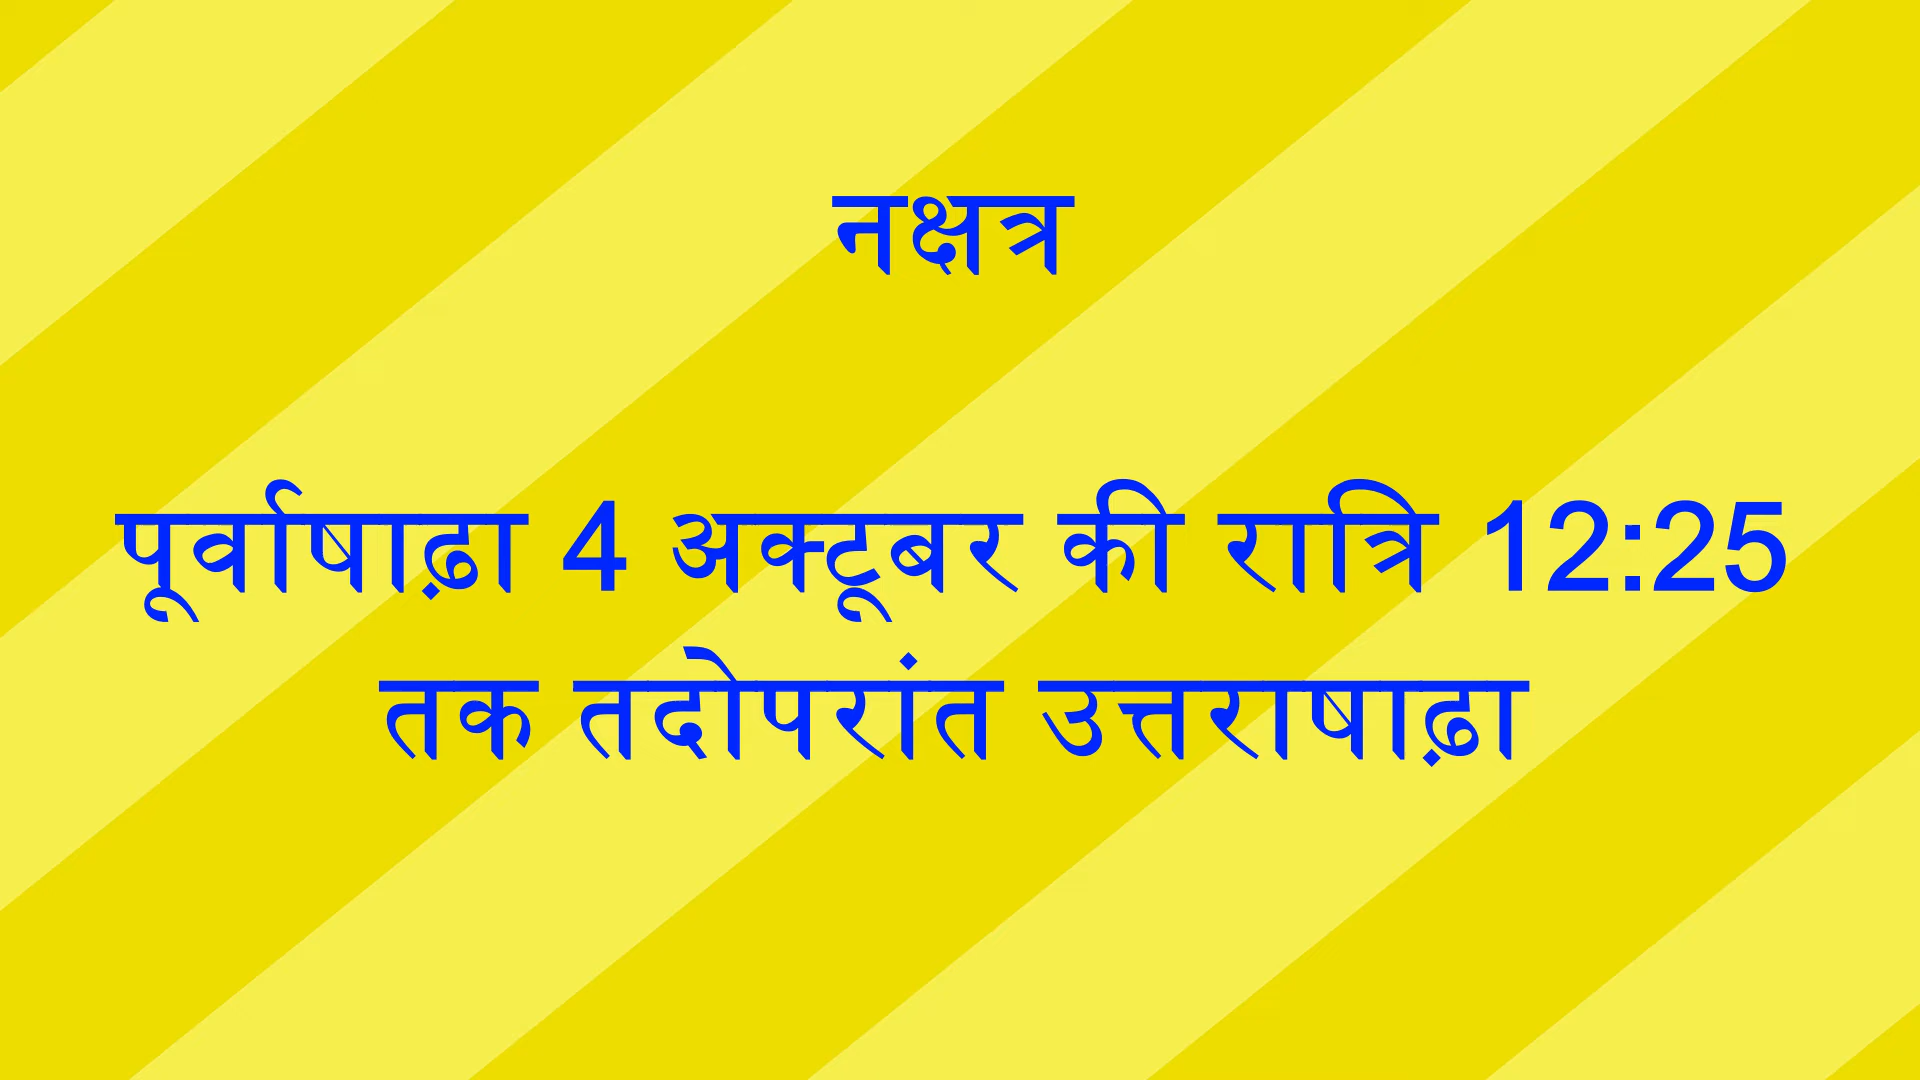 नक्षत्र
पूर्वाषाढ़ा 4 अक्टूबर की रात्रि 12:25
तक तदोपरांत उत्तराषाढ़ा